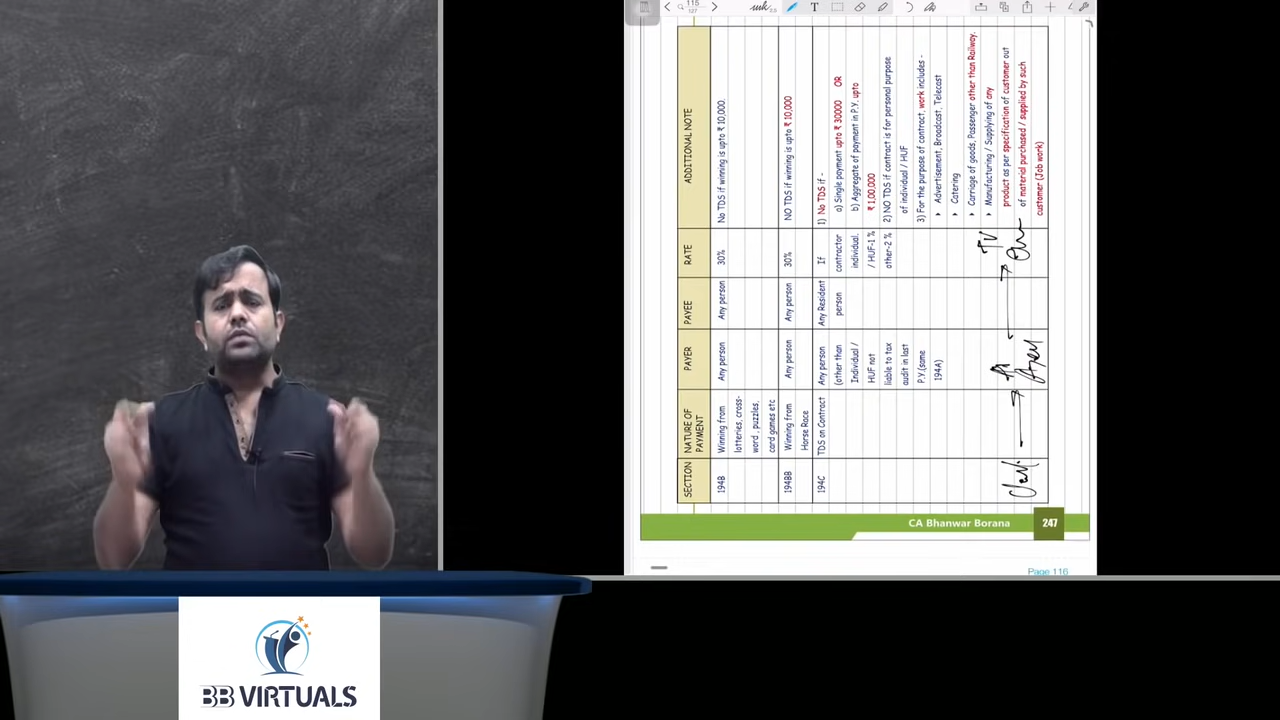 115
127
SECTION
NATURE OF
PAYMENT
PAYER
PAYEE
RATE
ADDITIONAL NOTE
194B
Winning from
lotteries, cross-
word , puzzles,
card games etc
Any person
Any person
30%
No TDS if winning is upto ₹ 10,000.
194BB
Winning from
Horse Race
Any person
Any person
30%
NO TDS if winning is upto ₹ 10,000
194C
TDS on Contract
Any person
(other than
Individual /
HUF not
liable to tax
audit in last
P.Y.(same
194A)
Any Resident
person
If
contractor
individual.
/ HUF-1 %
other-2 %
1) No TDS if -
a) Single payment upto ₹ 30000 OR
b) Aggregate of payment in P.Y. upto
₹ 1,00,000
2) NO TDS if contract is for personal purpose
of individual / HUF
3) For the purpose of contract, work includes -
‣ Advertisement, Broadcast, Telecast
‣ Catering
‣ Carriage of goods, Passenger other than Railway.
‣ Manufacturing / Supplying of any
product as per specification of customer out
of material purchased / supplied by such
customer (Job work)
TV
CA Bhanwar Borana 247
Page 116
BB VIRTUALS